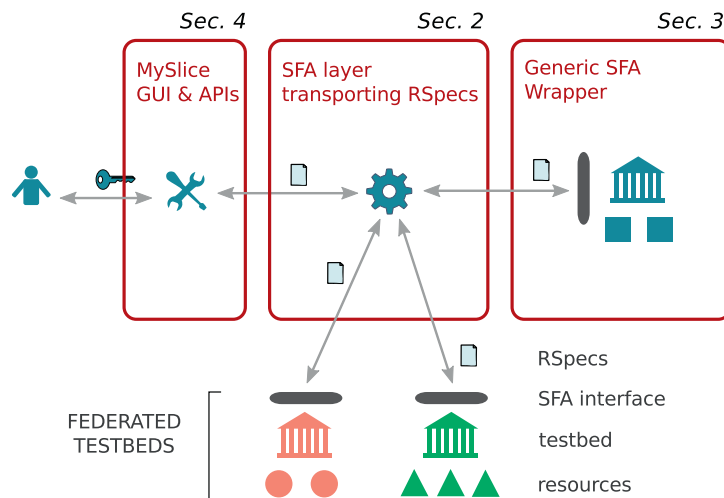 Sec. 4
Sec. 2
Sec. 3
MySlice
GUI & APIs
SFA layer
transporting RSpecs
Generic SFA
Wrapper
RSpecs
SFA interface
FEDERATED
TESTBEDS
testbed
resources